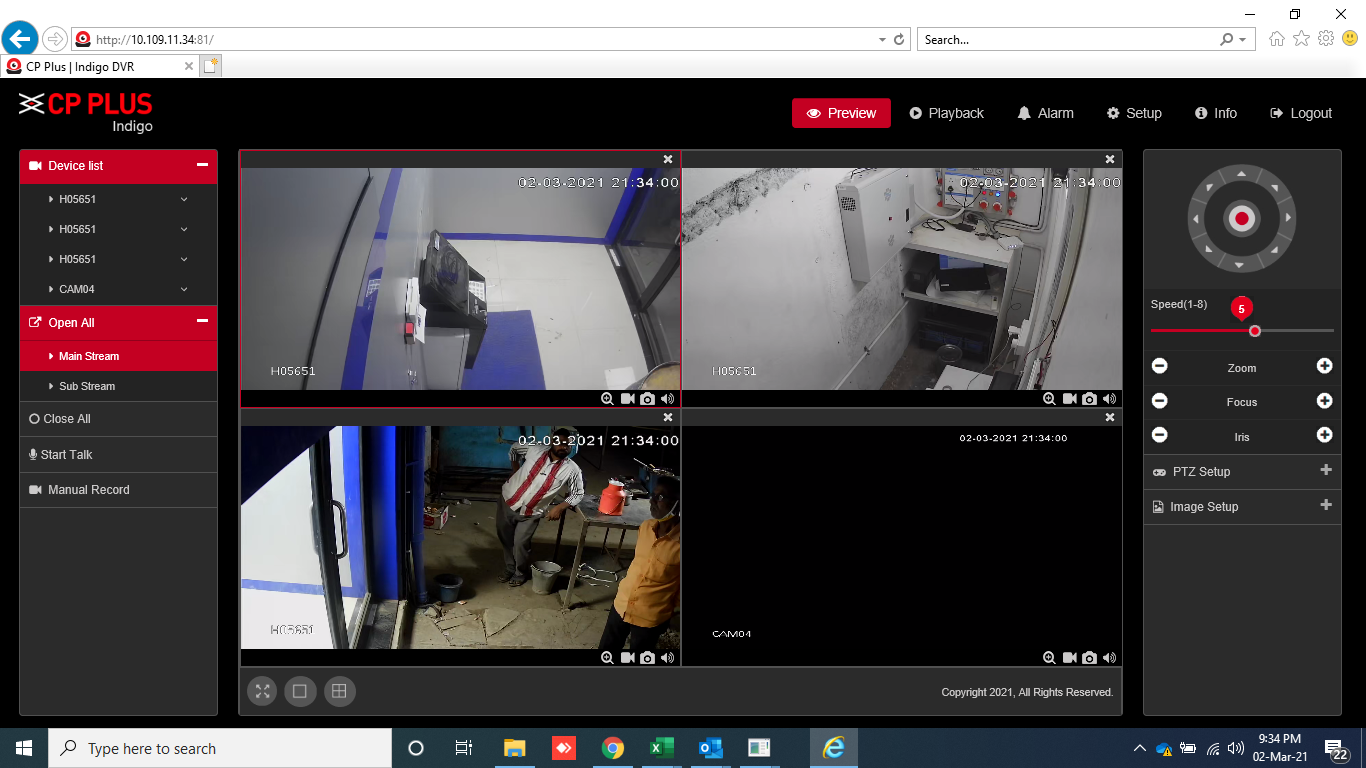 http://10.109.11.34:81/
Search...
CP Plus | Indigo DVR
CP PLUS
Indigo
Preview
Playback
Alarm
Setup
Info
Logout
Device list
H05651
H05651
H05651
CAM04
Open All
Main Stream
Sub Stream
Close All
Start Talk
Manual Record
02-03-2021 21:34:00
H05651
02-03-2021 21:34:00
H05651
02-03-2021 21:34:00
H05651
02-03-2021 21:34:00
CAM04
Copyright 2021, All Rights Reserved.
Speed(1-8)
5
Zoom
Focus
Iris
PTZ Setup
Image Setup
Type here to search
9:34 PM
02-Mar-21
22